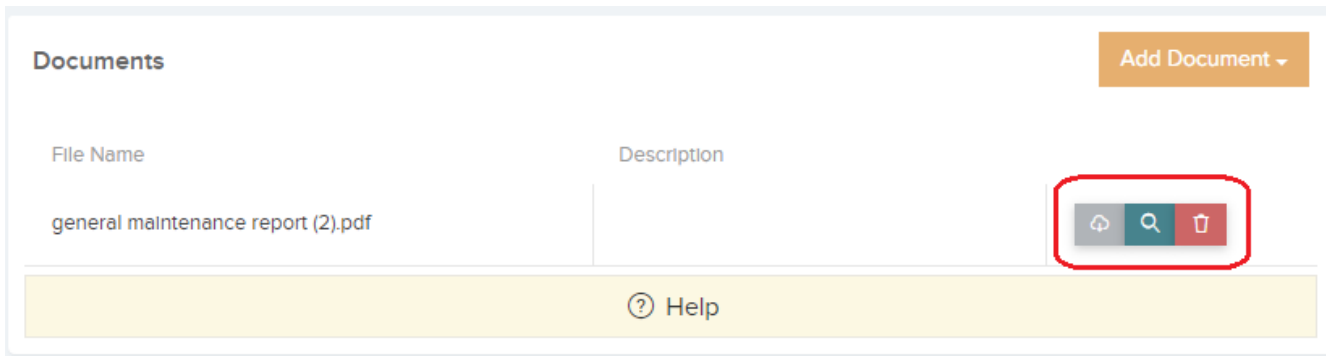 Documents
Add Document
File Name
Description
general maintenance report (2).pdf
? Help